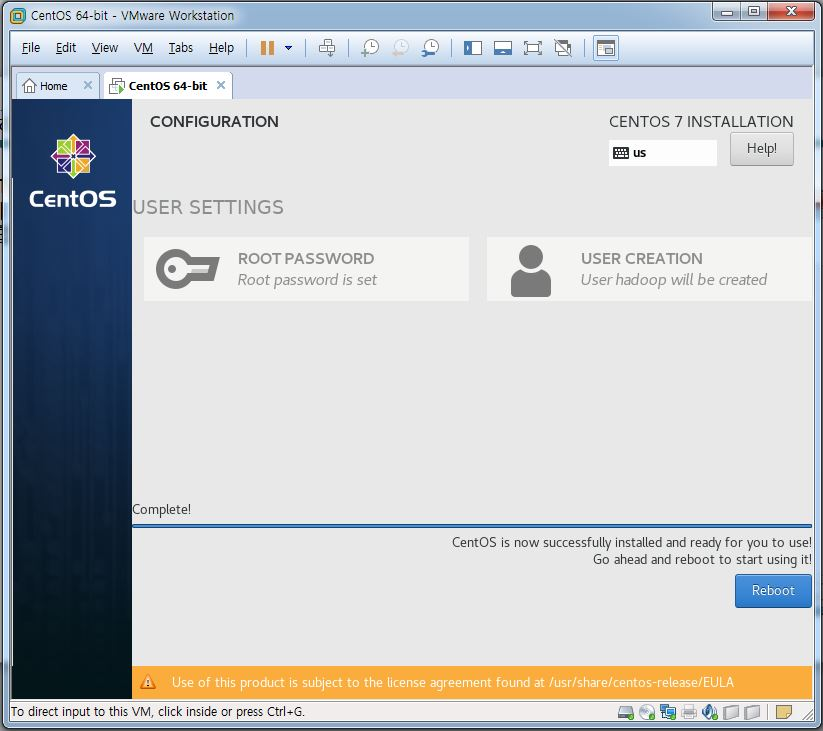 CentOS 64-bit - VMware Workstation
File Edit View VM Tabs Help
Home CentOS 64-bit
CONFIGURATION
CENTOS 7 INSTALLATION
us
Help!
CentOS
USER SETTINGS
ROOT PASSWORD
Root password is set
USER CREATION
User hadoop will be created
Complete!
CentOS is now successfully installed and ready for you to use!
Go ahead and reboot to start using it!
Reboot
Use of this product is subject to the license agreement found at /usr/share/centos-release/EULA
To direct input to this VM, click inside or press Ctrl+G.